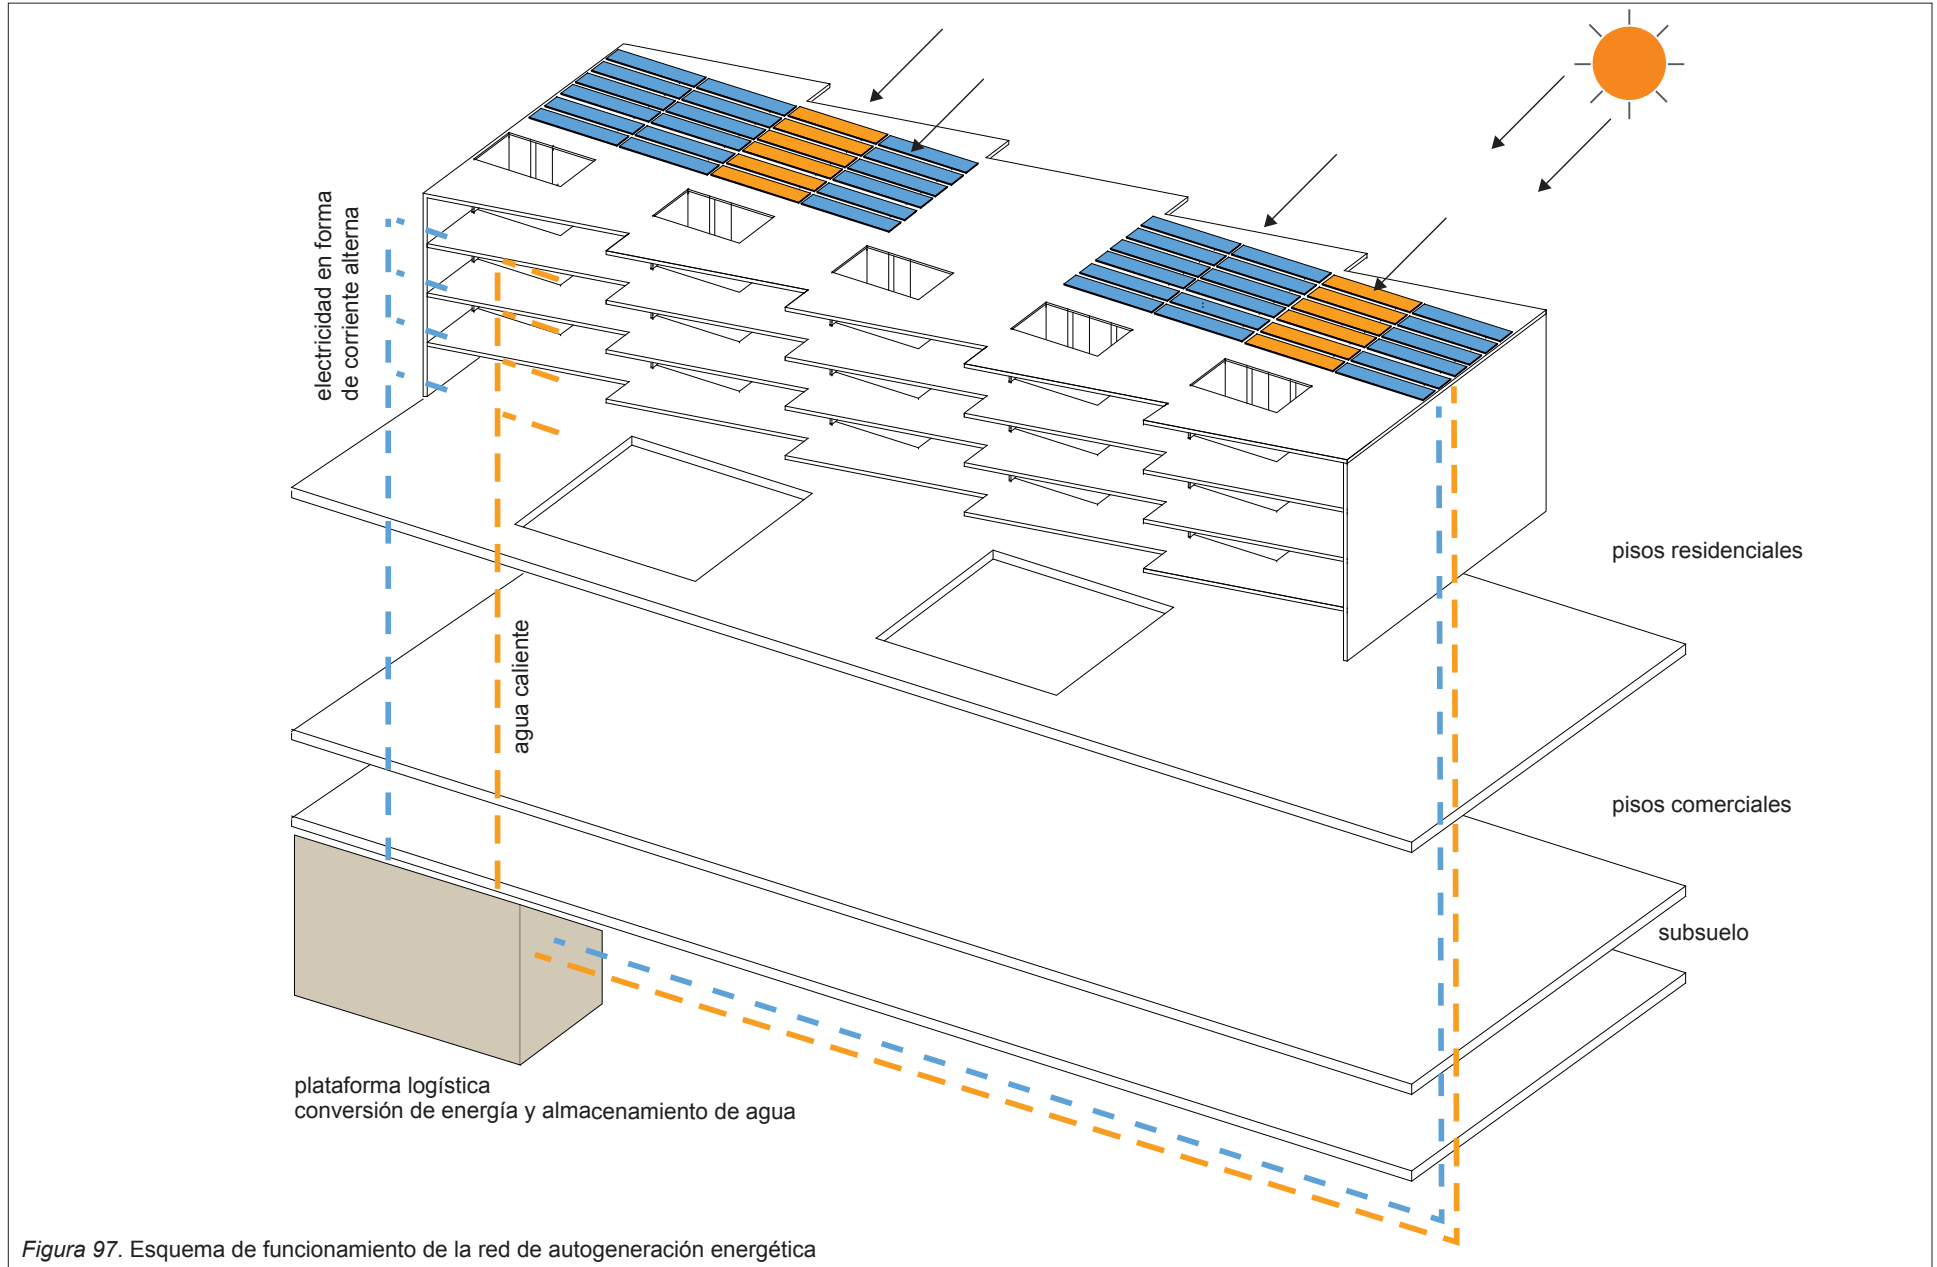 electricidad en forma
de corriente alterna
agua caliente
pisos residenciales
pisos comerciales
subsuelo
plataforma logística
conversión de energía y almacenamiento de agua
Figura 97. Esquema de funcionamiento de la red de autogeneración energética